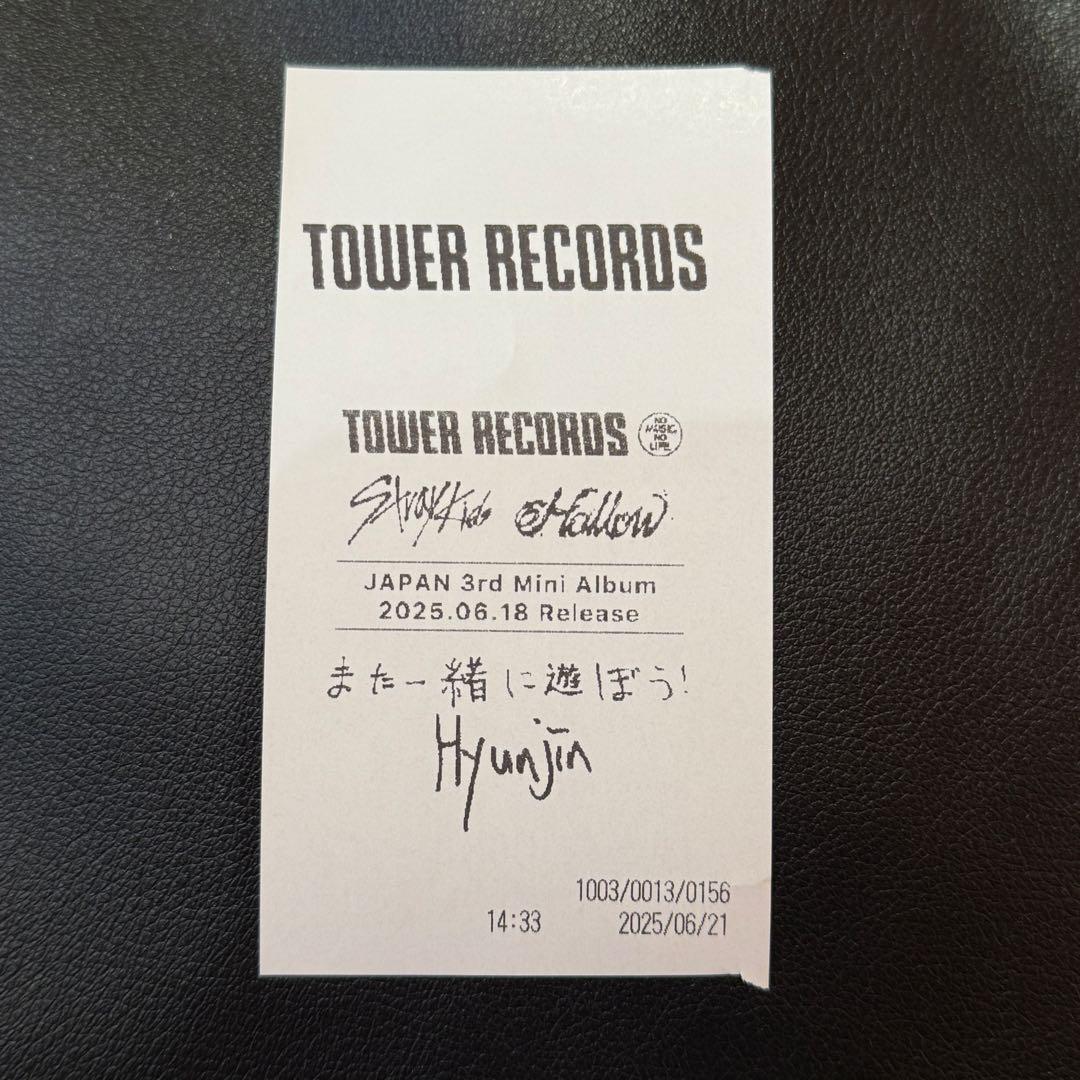 TOWER RECORDS
TOWER RECORDS NO MUSIC, NO LIFE.
Stray Kids Hollow
JAPAN 3rd Mini Album
2025.06.18 Release
また一緒に遊ぼう!
Hyunjin
1003/0013/0156
14:33 2025/06/21